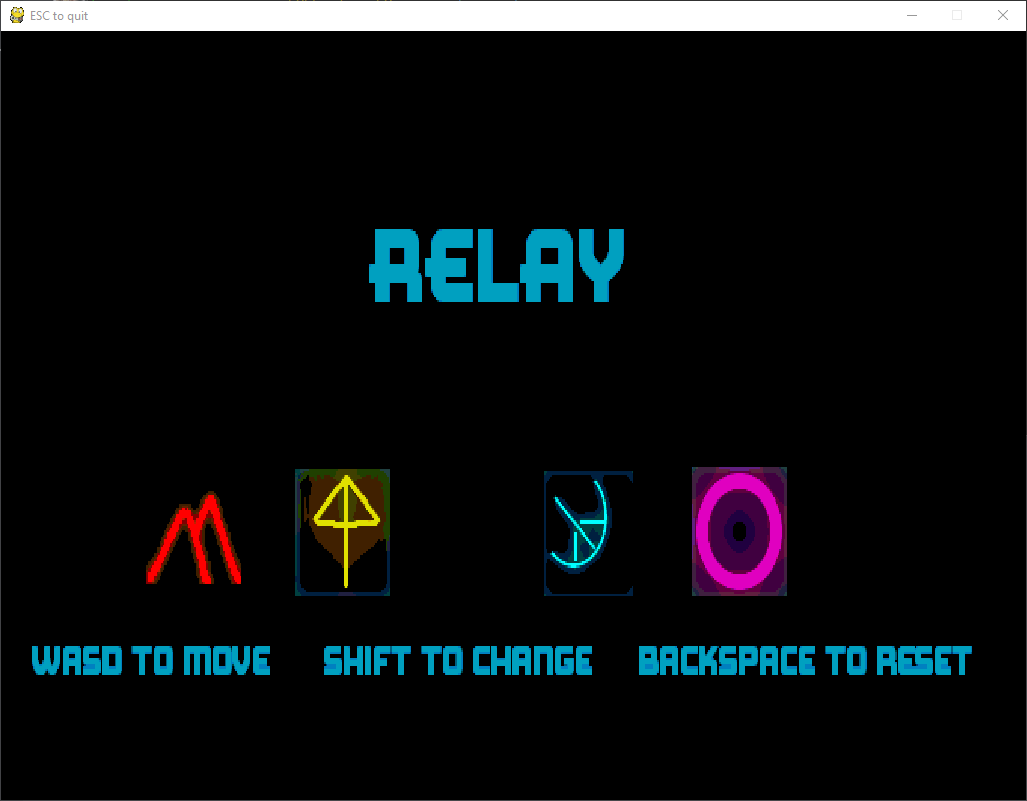 ESC to quit
RELAY
WASD TO MOVE
SHIFT TO CHANGE
BACKSPACE TO RESET